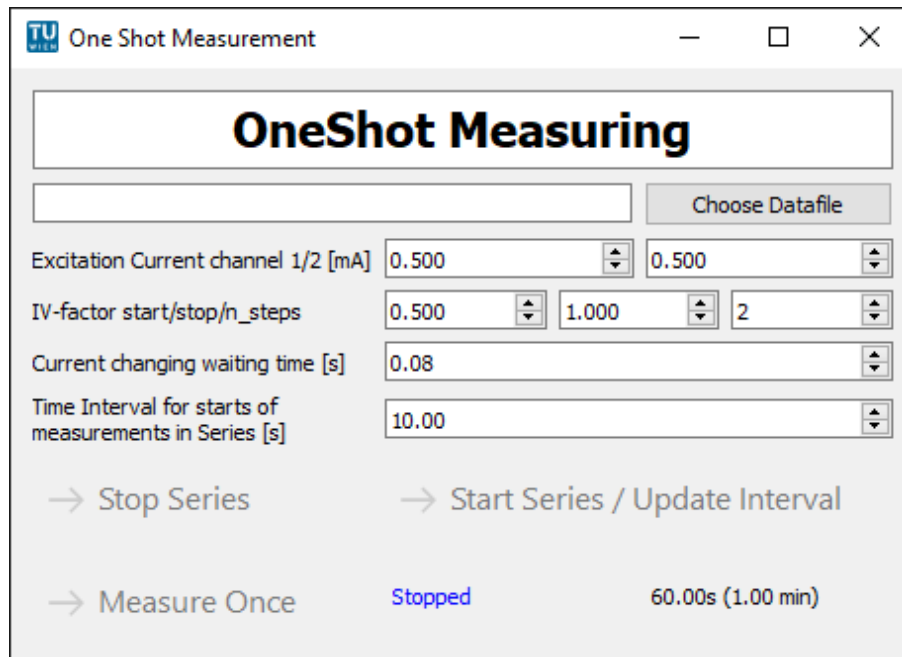 TU
WIEN
One Shot Measurement
OneShot Measuring
Choose Datafile
Excitation Current channel 1/2 [mA] 0.500 0.500
IV-factor start/stop/n_steps 0.500 1.000 2
Current changing waiting time [s] 0.08
Time Interval for starts of
measurements in Series [s] 10.00
Stop Series Start Series / Update Interval
Measure Once Stopped 60.00s (1.00 min)